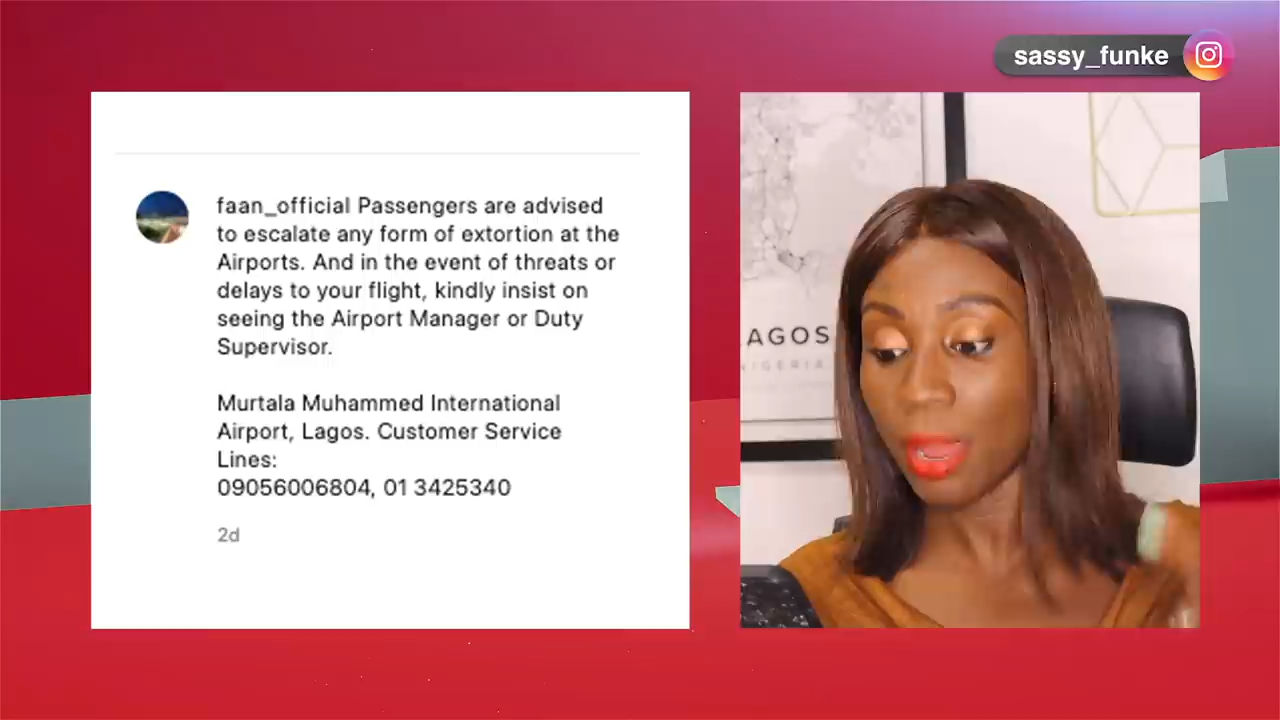 sassy_funke
faan_official Passengers are advised
to escalate any form of extortion at the
Airports. And in the event of threats or
delays to your flight, kindly insist on
seeing the Airport Manager or Duty
Supervisor.
Murtala Muhammed International
Airport, Lagos. Customer Service
Lines:
09056006804, 01 3425340
2d
AGOS
NIGERIA